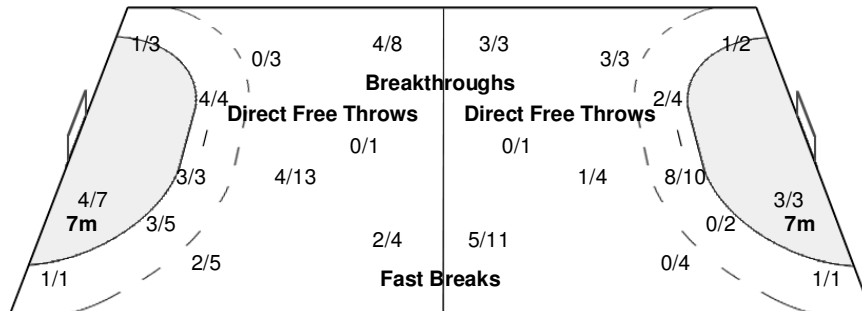 1/3 4/8 3/3 1/2
0/3 3/3
Breakthroughs
4/4 2/4
Direct Free Throws Direct Free Throws
0/1 0/1
3/3 4/13 1/4 8/10
4/7 3/3
7m 3/5 0/2 7m
2/4 5/11
2/5 0/4
1/1 Fast Breaks 1/1